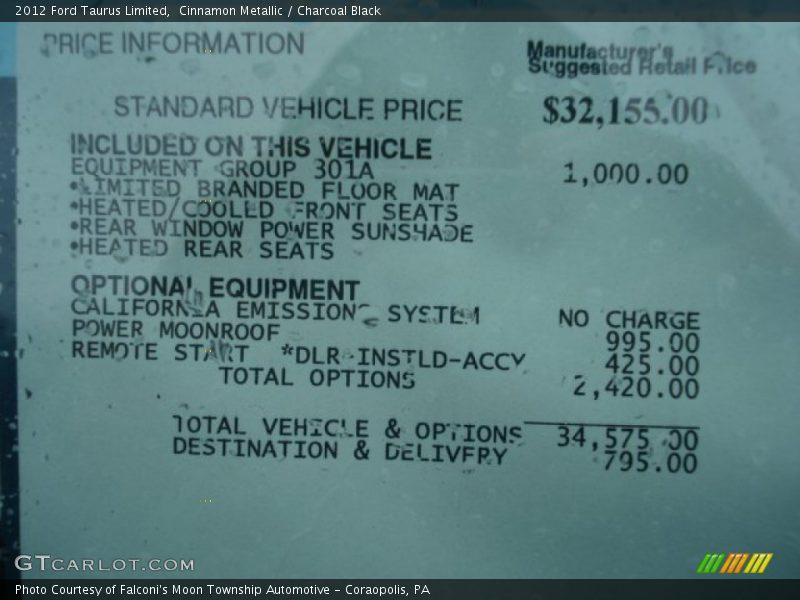 2012 Ford Taurus Limited, Cinnamon Metallic / Charcoal Black
PRICE INFORMATION
Manufacturer's
Suggested Retail Price
STANDARD VEHICLE PRICE $32,155.00
INCLUDED ON THIS VEHICLE
EQUIPMENT GROUP 301A 1,000.00
•LIMITED BRANDED FLOOR MAT
•HEATED/COOLED FRONT SEATS
•REAR WINDOW POWER SUNSHADE
•HEATED REAR SEATS
OPTIONAL EQUIPMENT
CALIFORNIA EMISSIONS SYSTEM NO CHARGE
POWER MOONROOF 995.00
REMOTE START *DLR-INSTLD-ACCY 425.00
TOTAL OPTIONS 2,420.00
TOTAL VEHICLE & OPTIONS 34,575.00
DESTINATION & DELIVERY 795.00
GTCARLOT.COM
Photo Courtesy of Falconi's Moon Township Automotive - Coraopolis, PA